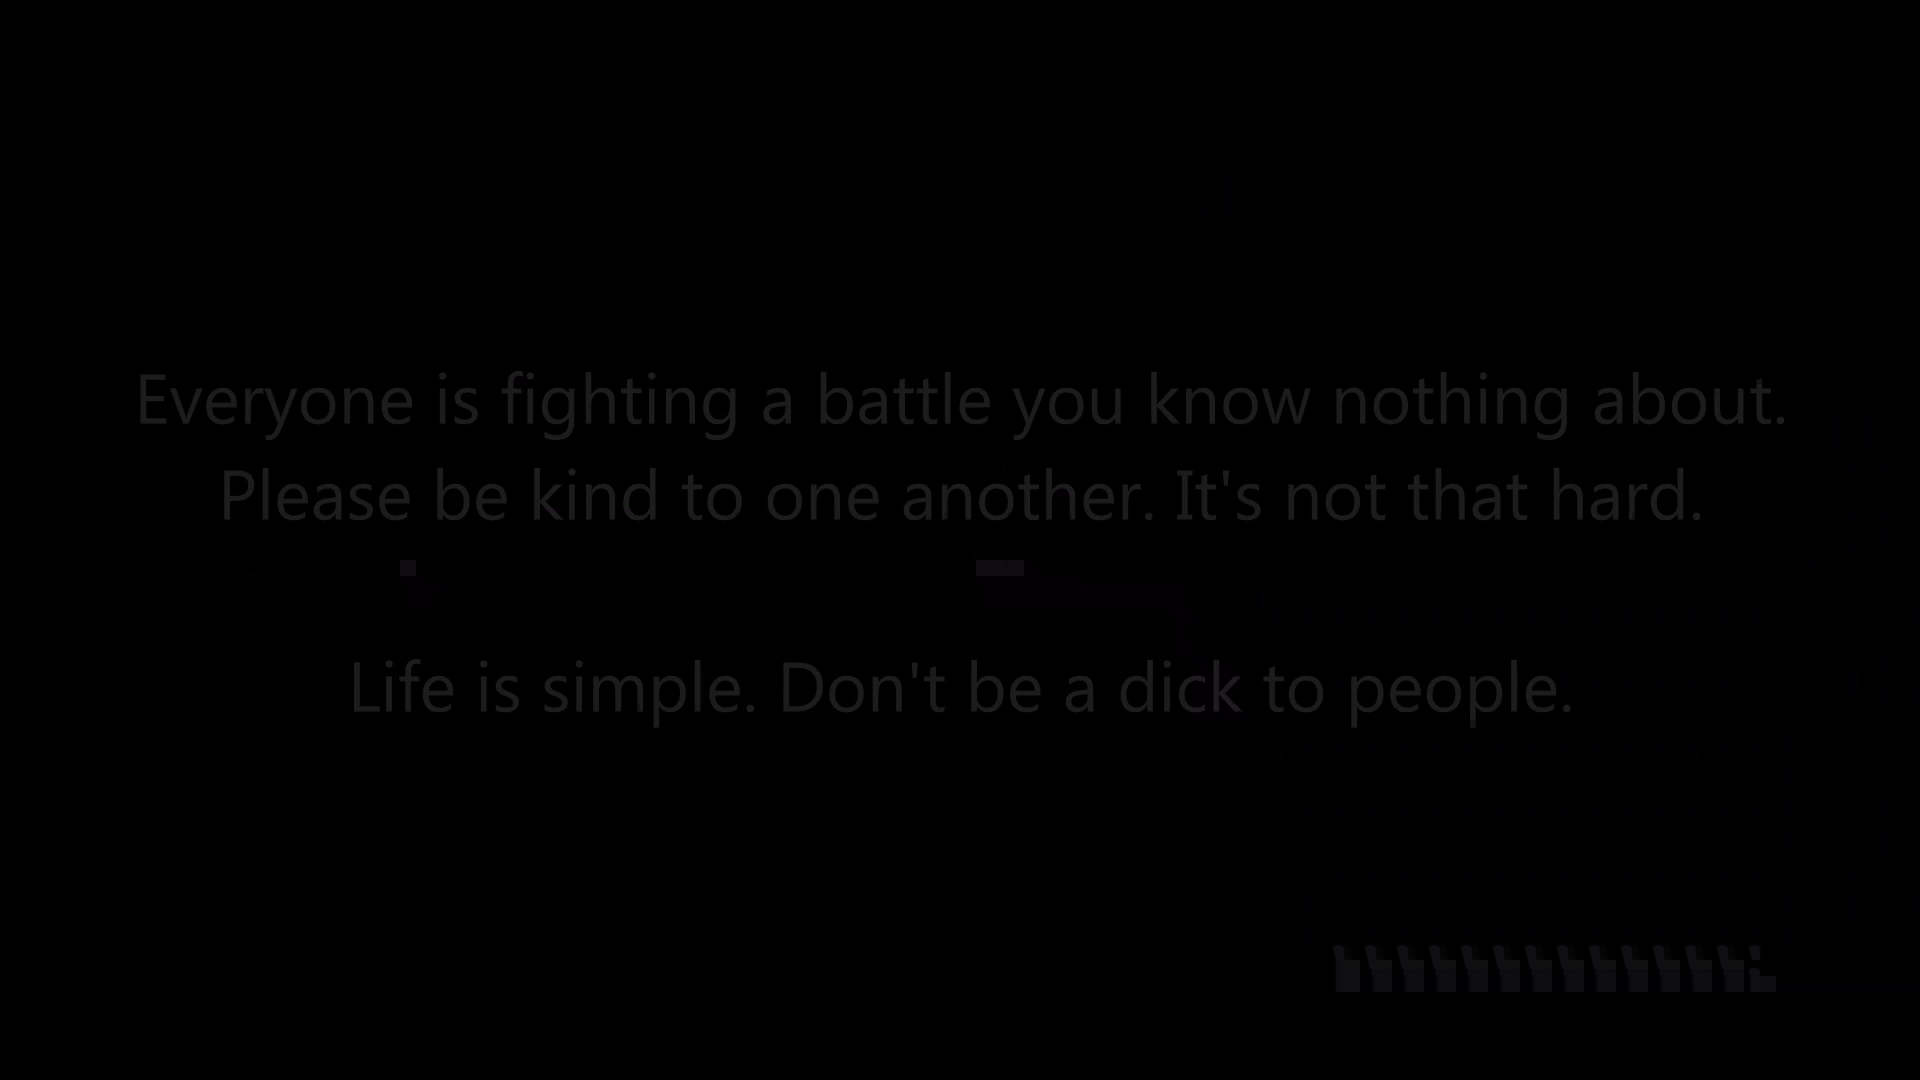 Everyone is fighting a battle you know nothing about.
Please be kind to one another. It's not that hard.
Life is simple. Don't be a dick to people.